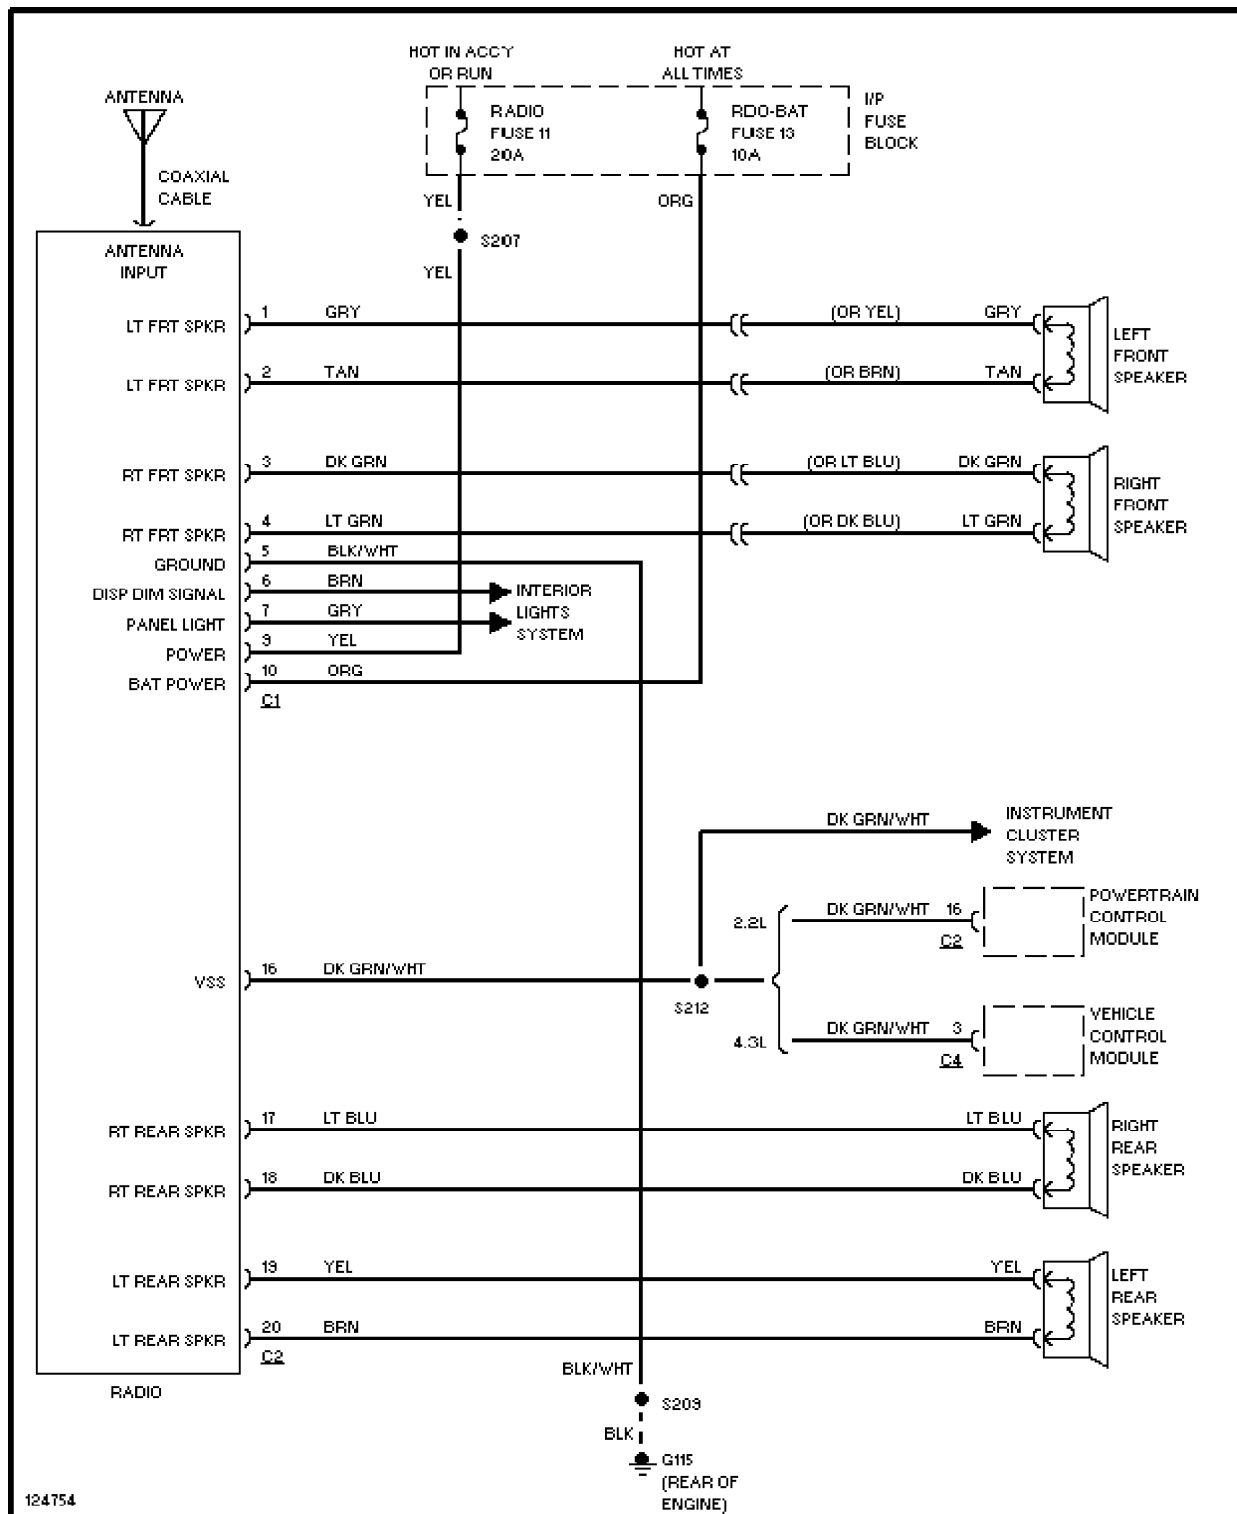 HOT IN ACC'Y
OR RUN
HOT AT
ALL TIMES
ANTENNA
RADIO
FUSE 11
20A
RDO-BAT
FUSE 13
10A
I/P
FUSE
BLOCK
COAXIAL
CABLE
YEL
ORG
S207
YEL
ANTENNA
INPUT
LT FRT SPKR
1
GRY
(OR YEL)
GRY
LEFT
FRONT
SPEAKER
LT FRT SPKR
2
TAN
(OR BRN)
TAN
RT FRT SPKR
3
DK GRN
(OR LT BLU)
DK GRN
RIGHT
FRONT
SPEAKER
RT FRT SPKR
4
LT GRN
(OR DK BLU)
LT GRN
GROUND
5
BLK/WHT
DISP DIM SIGNAL
6
BRN
INTERIOR
LIGHTS
SYSTEM
PANEL LIGHT
7
GRY
POWER
9
YEL
BAT POWER
10
ORG
C1
DK GRN/WHT
INSTRUMENT
CLUSTER
SYSTEM
2.2L
DK GRN/WHT
16
C2
POWERTRAIN
CONTROL
MODULE
VSS
16
DK GRN/WHT
S212
4.3L
DK GRN/WHT
3
C4
VEHICLE
CONTROL
MODULE
RT REAR SPKR
17
LT BLU
LT BLU
RIGHT
REAR
SPEAKER
RT REAR SPKR
18
DK BLU
DK BLU
LT REAR SPKR
19
YEL
YEL
LEFT
REAR
SPEAKER
LT REAR SPKR
20
BRN
BRN
C2
RADIO
BLK/WHT
S209
BLK
G115
(REAR OF
ENGINE)
124754